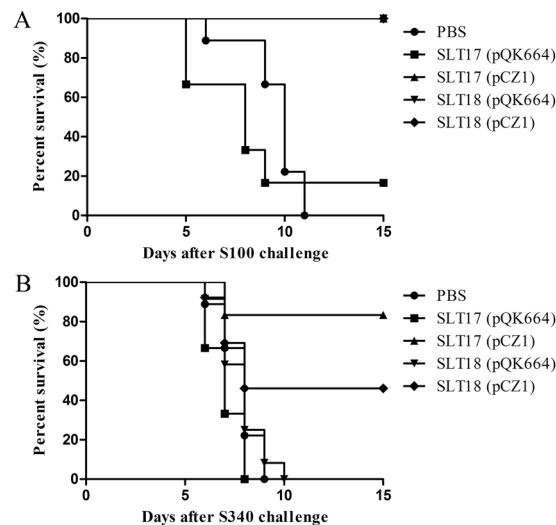 A
Percent survival (%)
100
80
60
40
20
0
0 5 10 15
Days after S100 challenge
PBS
SLT17 (pQK664)
SLT17 (pCZ1)
SLT18 (pQK664)
SLT18 (pCZ1)
B
Percent survival (%)
100
80
60
40
20
0
0 5 10 15
Days after S340 challenge
PBS
SLT17 (pQK664)
SLT17 (pCZ1)
SLT18 (pQK664)
SLT18 (pCZ1)